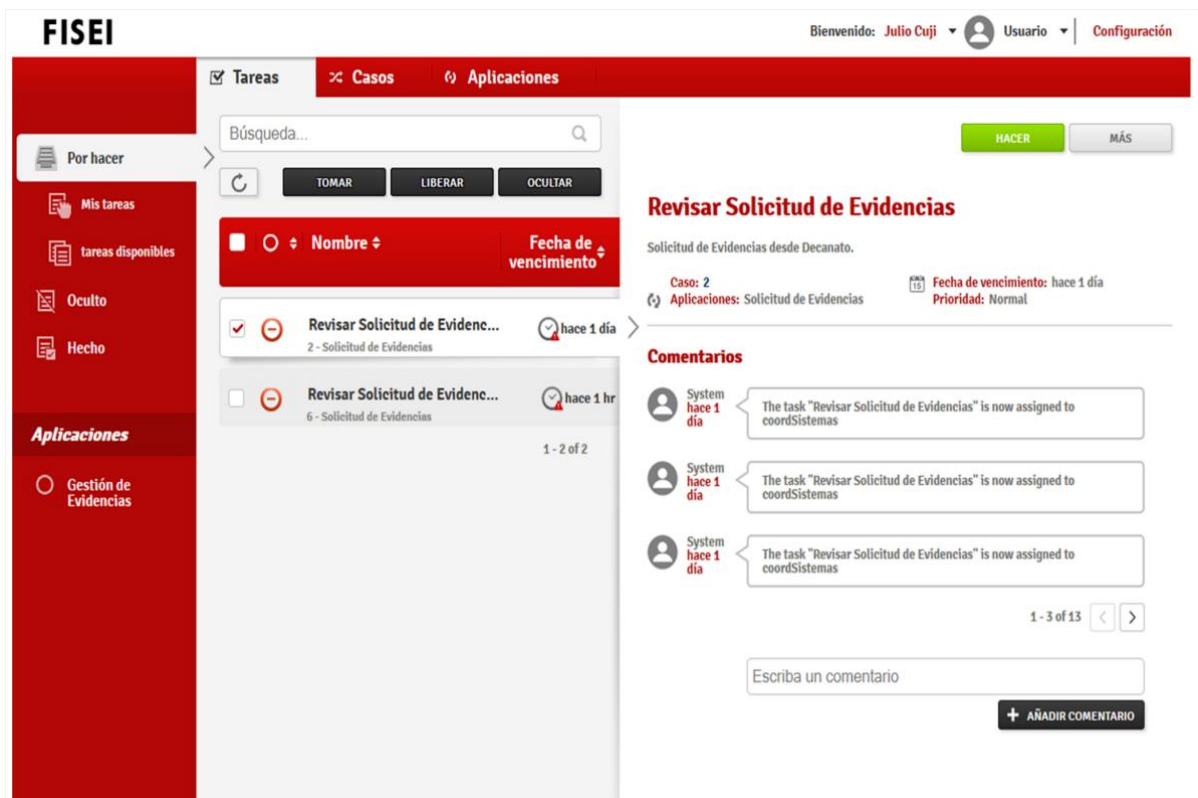 FISEI
Bienvenido: Julio Cuji
Usuario
Configuración
Tareas
Casos
Aplicaciones
Por hacer
Mis tareas
tareas disponibles
Oculto
Hecho
Aplicaciones
Gestión de
Evidencias
Búsqueda...
TOMAR
LIBERAR
OCULTAR
Nombre
Fecha de
vencimiento
Revisar Solicitud de Evidenc...
hace 1 día
2 - Solicitud de Evidencias
Revisar Solicitud de Evidenc...
hace 1 hr
6 - Solicitud de Evidencias
1 - 2 of 2
HACER
MÁS
Revisar Solicitud de Evidencias
Solicitud de Evidencias desde Decanato.
Caso: 2
Aplicaciones: Solicitud de Evidencias
15
Fecha de vencimiento: hace 1 día
Prioridad: Normal
Comentarios
System
hace 1
día
The task "Revisar Solicitud de Evidencias" is now assigned to
coordSistemas
System
hace 1
día
The task "Revisar Solicitud de Evidencias" is now assigned to
coordSistemas
System
hace 1
día
The task "Revisar Solicitud de Evidencias" is now assigned to
coordSistemas
1 - 3 of 13
Escriba un comentario
AÑADIR COMENTARIO